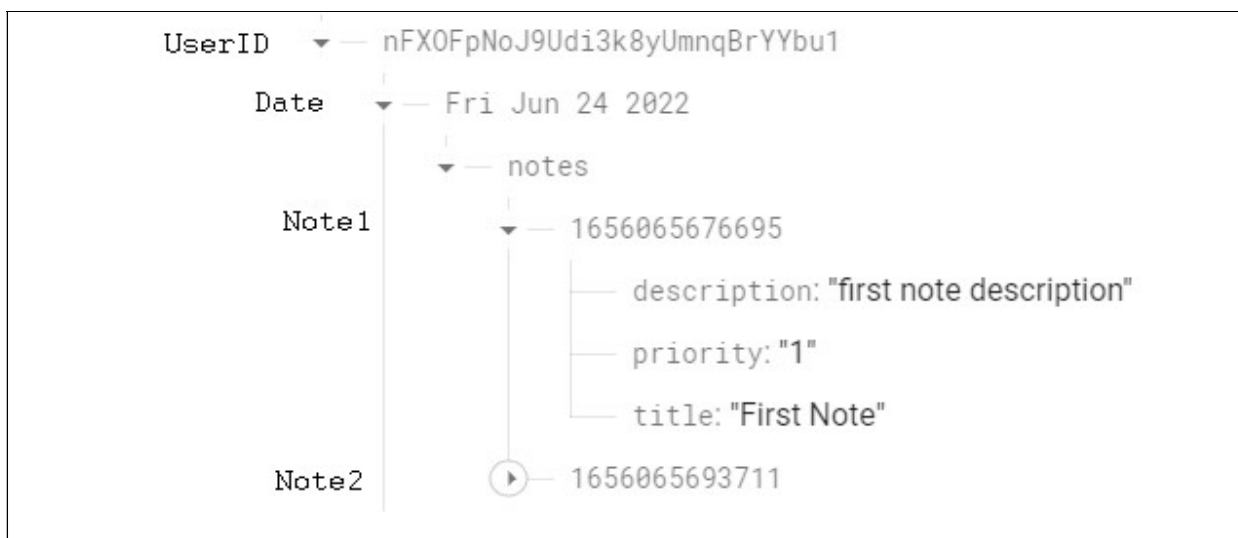 UserID nFXOFpNoJ9Udi3k8yUmnqBrYYbu1
Date Fri Jun 24 2022
notes
Note1 1656065676695
description: "first note description"
priority: "1"
title: "First Note"
Note2 1656065693711